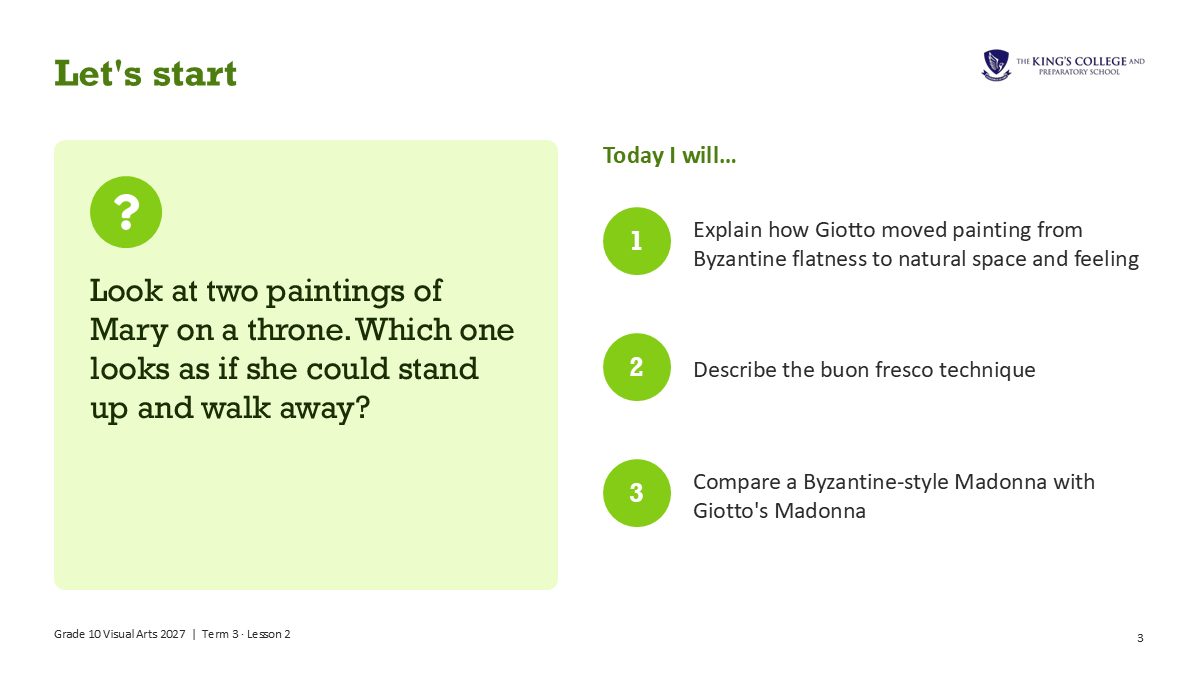 Let's start
THE KING'S COLLEGE AND
PREPARATORY SCHOOL
?
Look at two paintings of
Mary on a throne. Which one
looks as if she could stand
up and walk away?
Today I will...
1
Explain how Giotto moved painting from
Byzantine flatness to natural space and feeling
2
Describe the buon fresco technique
3
Compare a Byzantine-style Madonna with
Giotto's Madonna
Grade 10 Visual Arts 2027 | Term 3 · Lesson 2
3